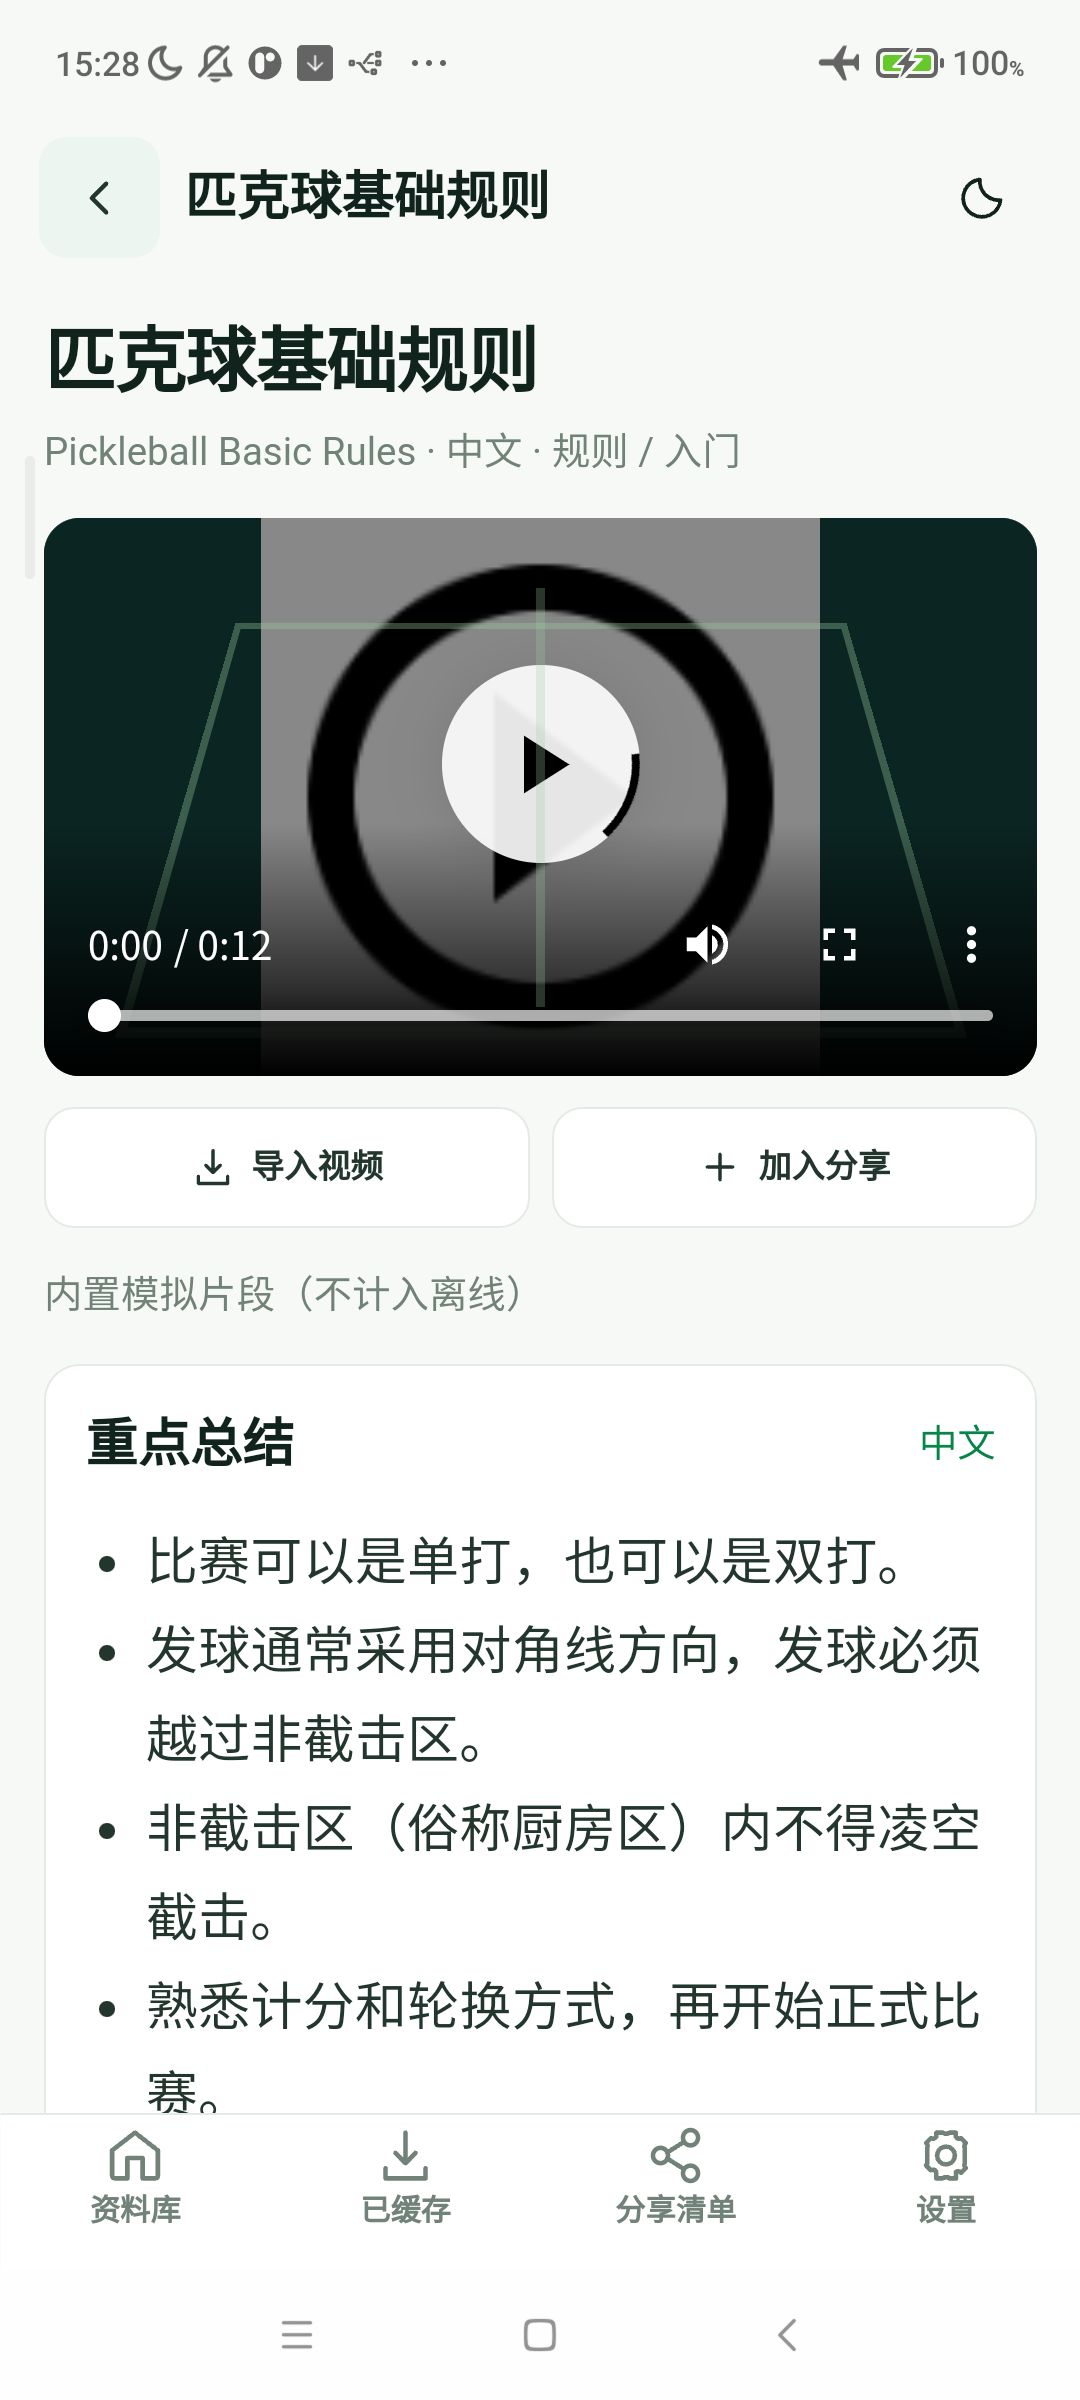 15:28
100%
匹克球基础规则
匹克球基础规则
Pickleball Basic Rules · 中文 · 规则 / 入门
0:00 / 0:12
导入视频
加入分享
内置模拟片段（不计入离线）
重点总结
中文
• 比赛可以是单打，也可以是双打。
• 发球通常采用对角线方向，发球必须
越过非截击区。
• 非截击区（俗称厨房区）内不得凌空
截击。
• 熟悉计分和轮换方式，再开始正式比
赛。
资料库
已缓存
分享清单
设置